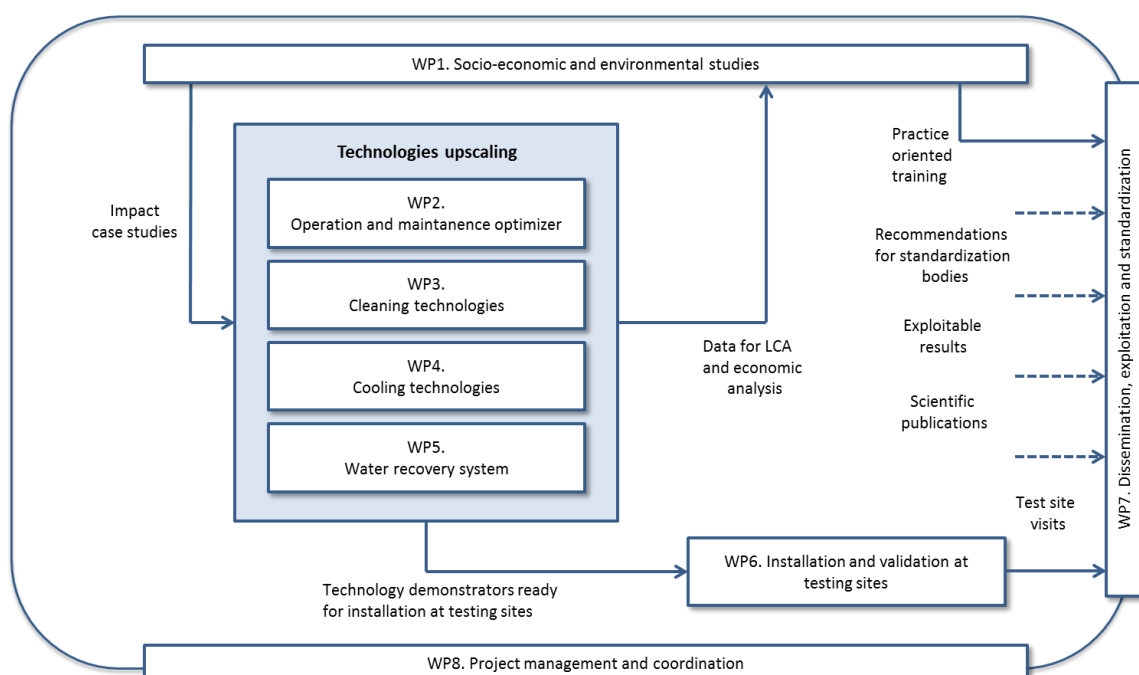 WP1. Socio-economic and environmental studies
Technologies upscaling
WP2.
Operation and maintanence optimizer
WP3.
Cleaning technologies
WP4.
Cooling technologies
WP5.
Water recovery system
Impact
case studies
Data for LCA
and economic
analysis
Practice
oriented
training
Recommendations
for standardization
bodies
Exploitable
results
Scientific
publications
Test site
visits
WP7. Dissemination, exploitation and standardization
WP6. Installation and validation at
testing sites
Technology demonstrators ready
for installation at testing sites
WP8. Project management and coordination